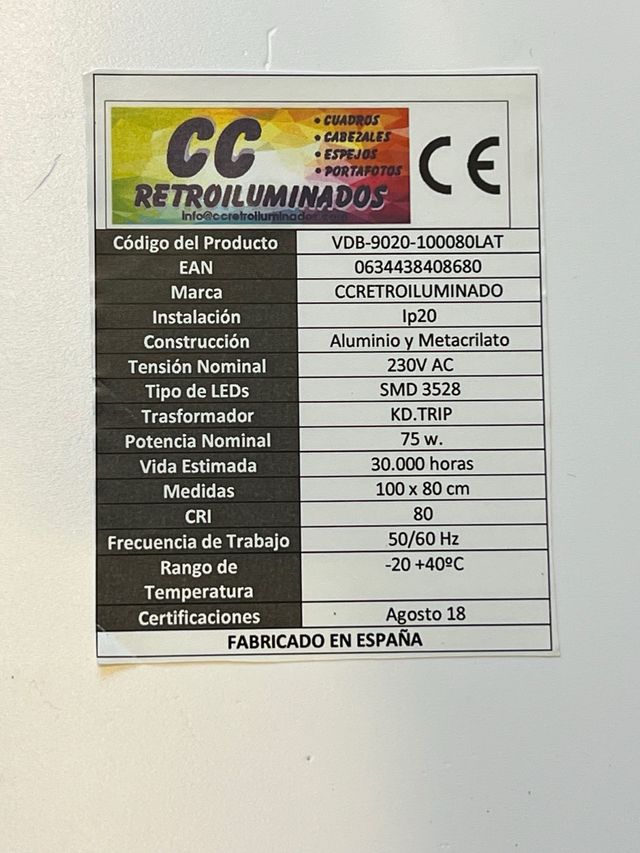 CC
• CUADROS
• CABEZALES
• ESPEJOS
• PORTAFOTOS
RETROILUMINADOS
Info@ccretroiluminados.com
CE
Código del Producto VDB-9020-100080LAT
EAN 0634438408680
Marca CCRETROILUMINADO
Instalación Ip20
Construcción Aluminio y Metacrilato
Tensión Nominal 230V AC
Tipo de LEDs SMD 3528
Trasformador KD.TRIP
Potencia Nominal 75 w.
Vida Estimada 30.000 horas
Medidas 100 x 80 cm
CRI 80
Frecuencia de Trabajo 50/60 Hz
Rango de -20 +40ºC
Temperatura
Certificaciones Agosto 18
FABRICADO EN ESPAÑA